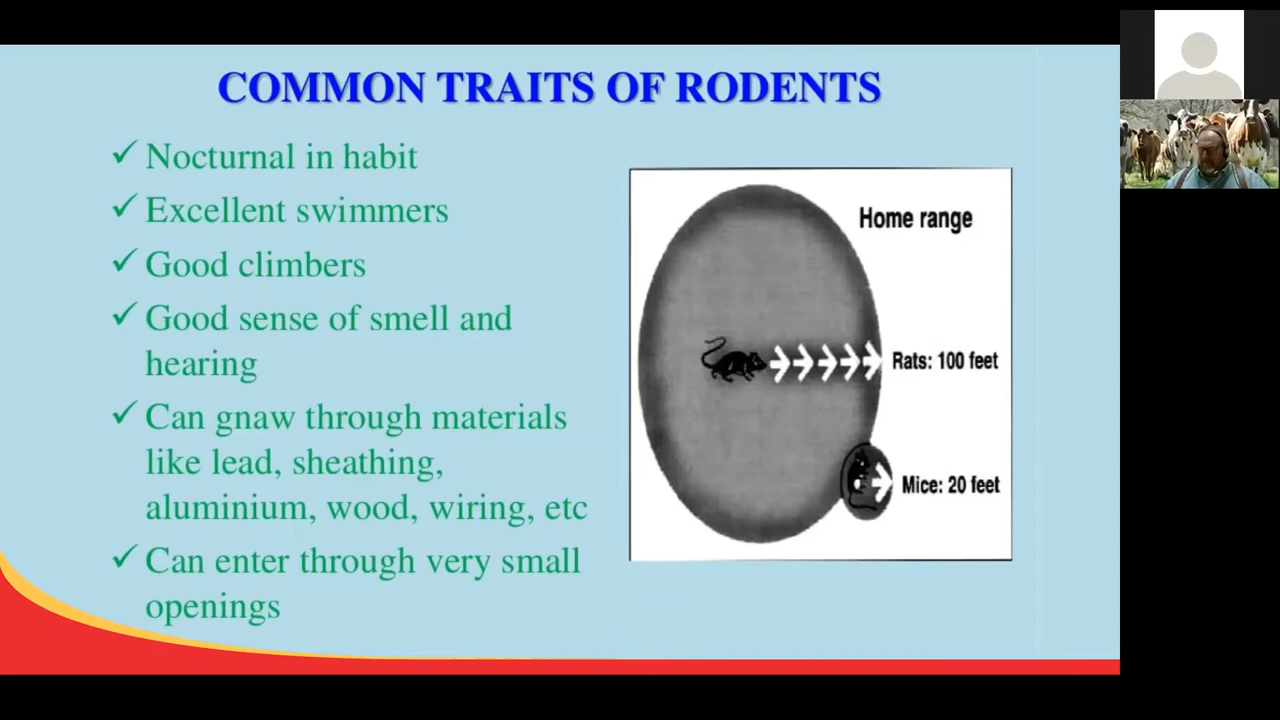 COMMON TRAITS OF RODENTS
✓ Nocturnal in habit
✓ Excellent swimmers
✓ Good climbers
✓ Good sense of smell and
hearing
✓ Can gnaw through materials
like lead, sheathing,
aluminium, wood, wiring, etc
✓ Can enter through very small
openings
Home range
Rats: 100 feet
Mice: 20 feet